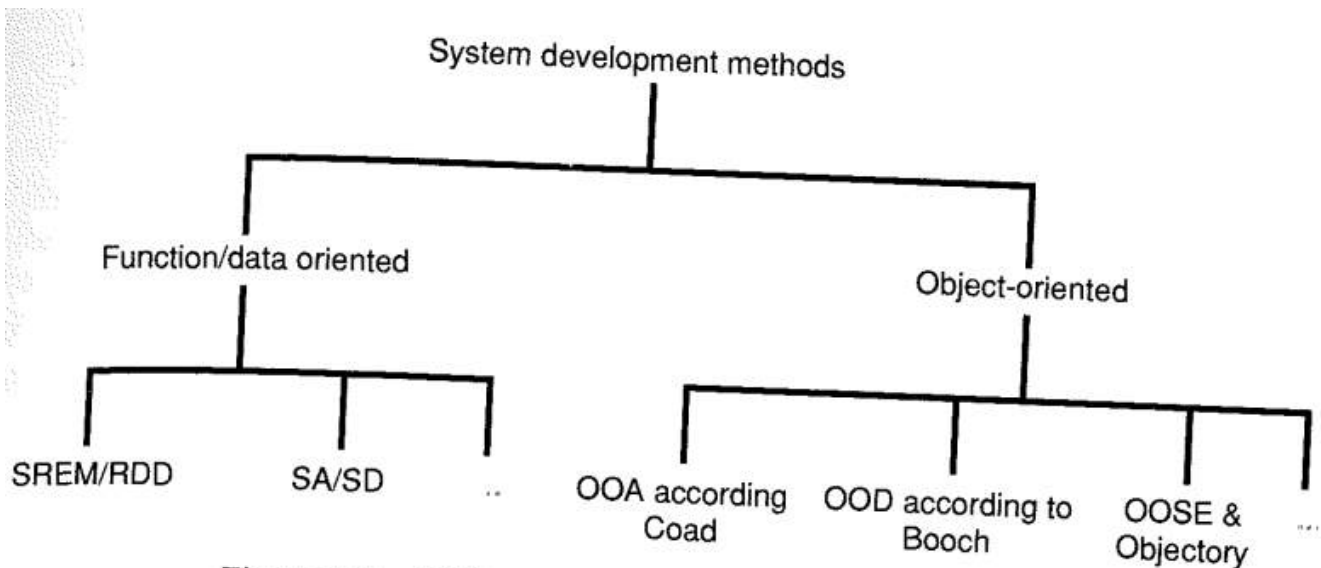 System development methods
Function/data oriented
Object-oriented
SREM/RDD
SA/SD
..
OOA according
Coad
OOD according to
Booch
OOSE &
Objectory
....